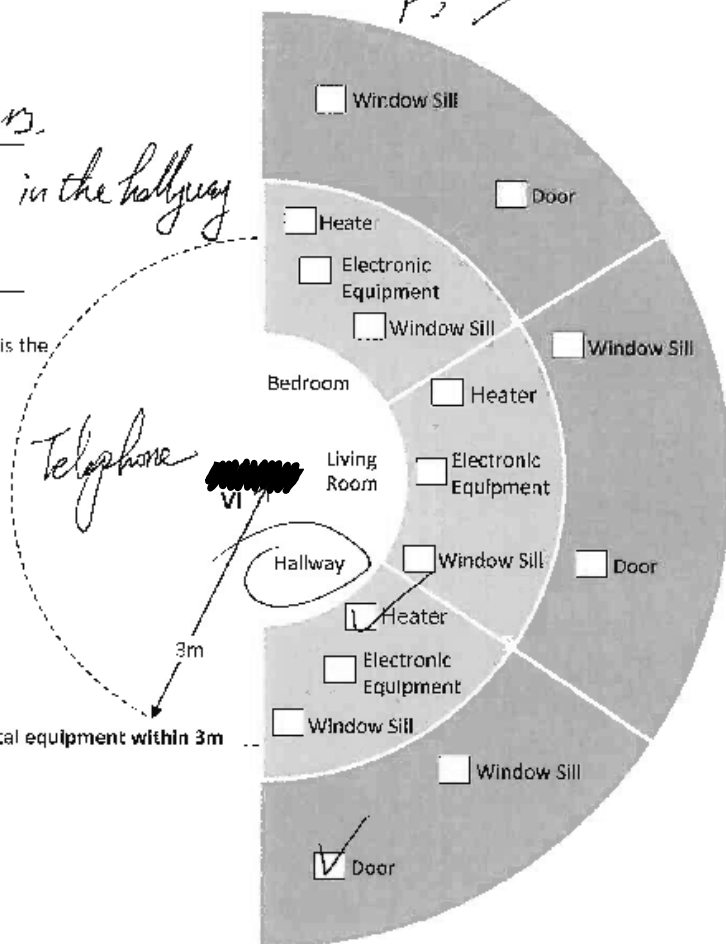 Window Sill
Door
in the hallway
Heater
Electronic
Equipment
Window Sill
is the
Window Sill
Bedroom
Heater
Telephone
Living
Room
Electronic
Equipment
VI
Hallway
Window Sill
Door
Heater
3m
Electronic
Equipment
Window Sill
tal equipment within 3m
Window Sill
Door